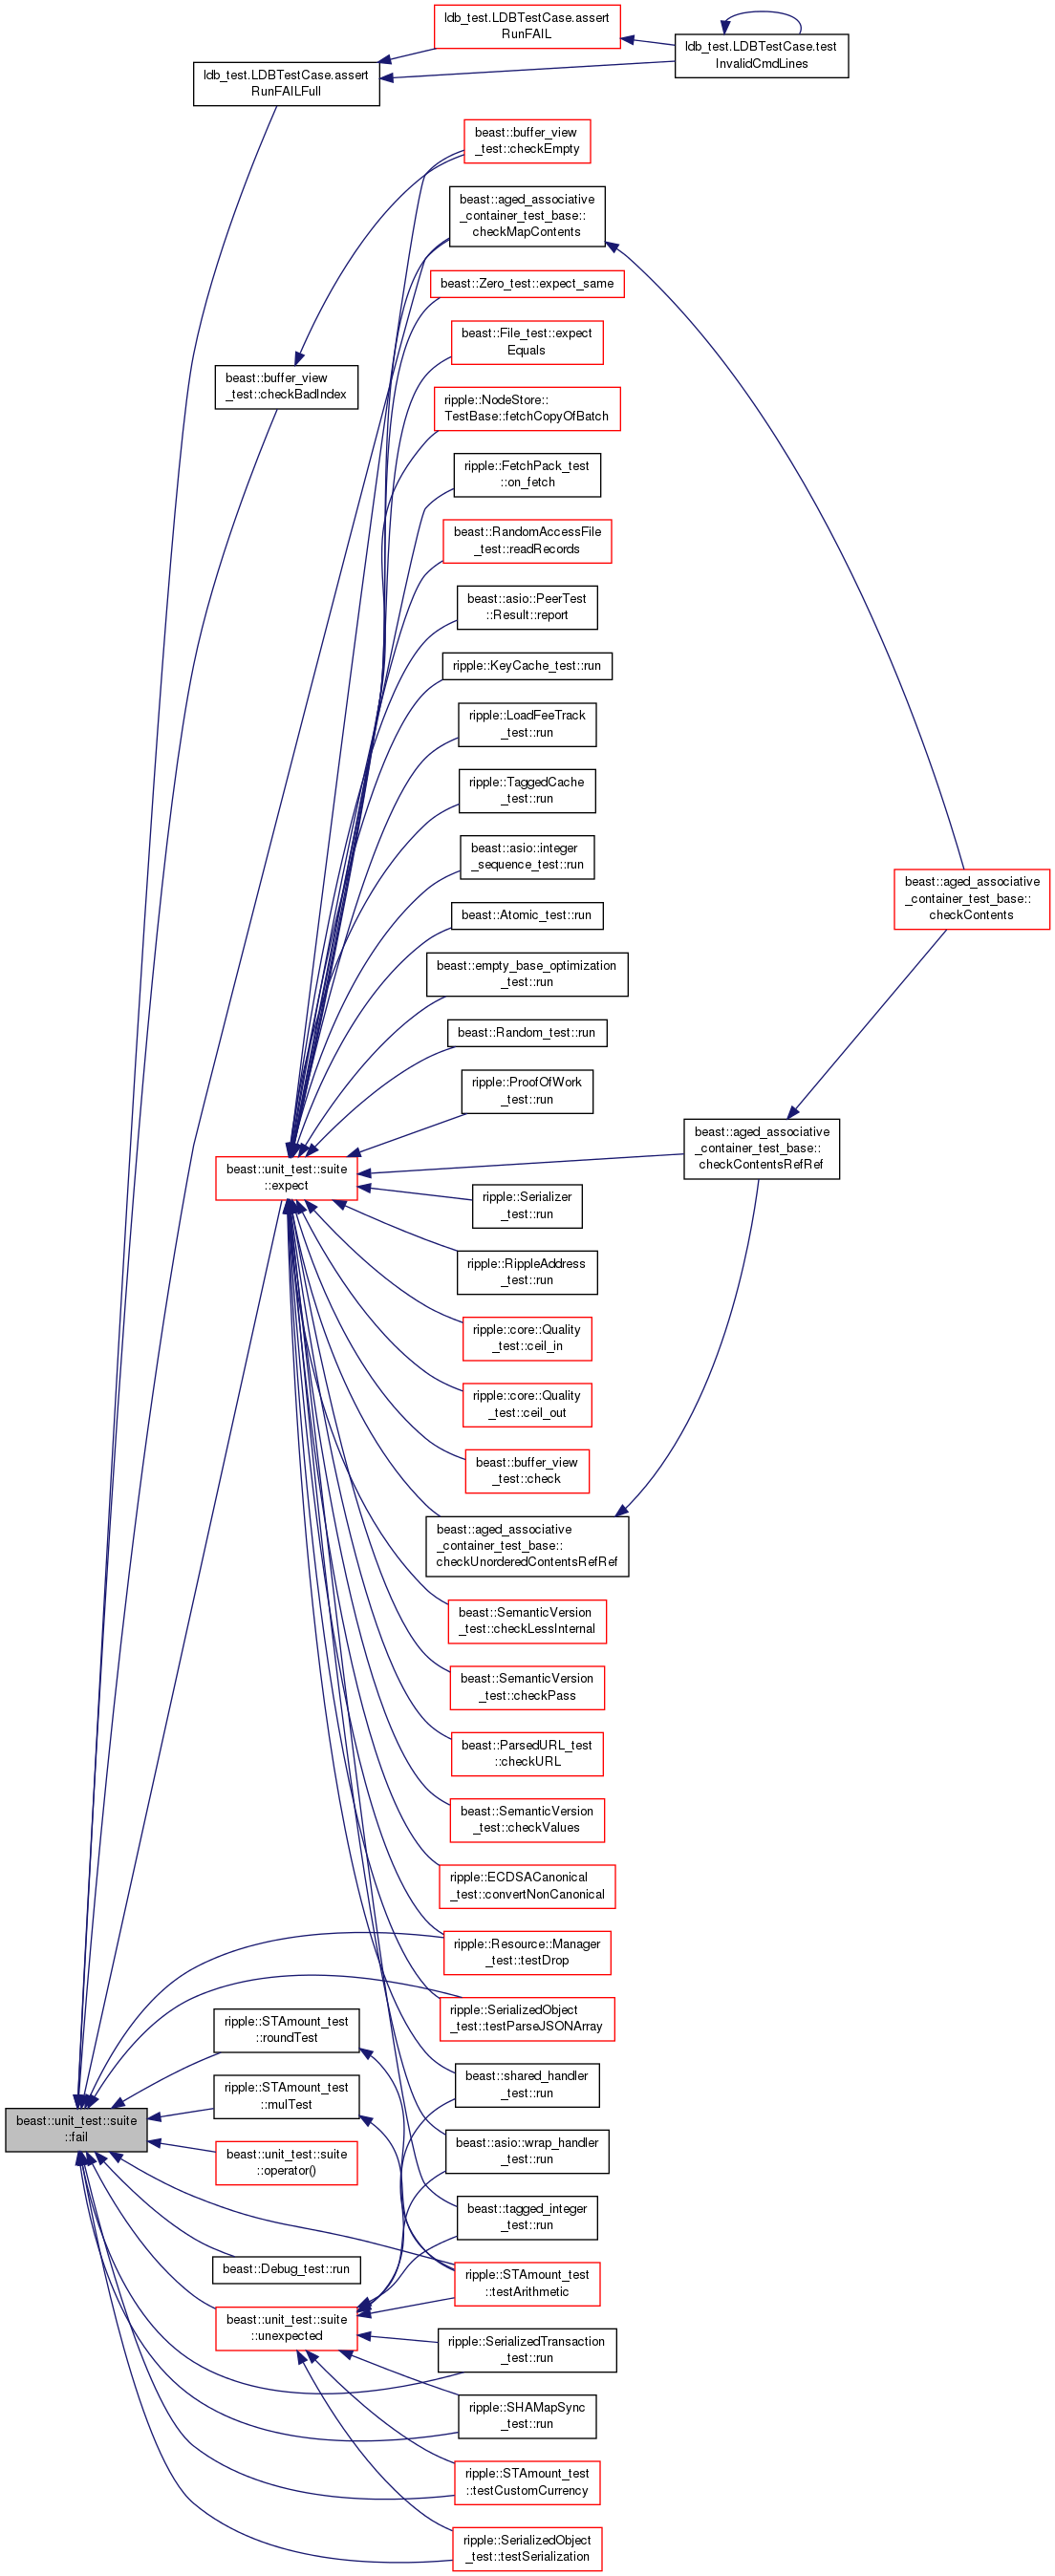 ldb_test.LDBTestCase.assert
RunFAIL
ldb_test.LDBTestCase.test
InvalidCmdLines
ldb_test.LDBTestCase.assert
RunFAILFull
beast::buffer_view
_test::checkEmpty
beast::aged_associative
_container_test_base::
checkMapContents
beast::Zero_test::expect_same
beast::File_test::expect
Equals
beast::buffer_view
_test::checkBadIndex
ripple::NodeStore::
TestBase::fetchCopyOfBatch
ripple::FetchPack_test
::on_fetch
beast::RandomAccessFile
_test::readRecords
beast::asio::PeerTest
::Result::report
ripple::KeyCache_test::run
ripple::LoadFeeTrack
_test::run
ripple::TaggedCache
_test::run
beast::asio::integer
_sequence_test::run
beast::aged_associative
_container_test_base::
checkContents
beast::Atomic_test::run
beast::empty_base_optimization
_test::run
beast::Random_test::run
ripple::ProofOfWork
_test::run
beast::aged_associative
_container_test_base::
checkContentsRefRef
beast::unit_test::suite
::expect
ripple::Serializer
_test::run
ripple::RippleAddress
_test::run
ripple::core::Quality
_test::ceil_in
ripple::core::Quality
_test::ceil_out
beast::buffer_view
_test::check
beast::aged_associative
_container_test_base::
checkUnorderedContentsRefRef
beast::SemanticVersion
_test::checkLessInternal
beast::SemanticVersion
_test::checkPass
beast::ParsedURL_test
::checkURL
beast::SemanticVersion
_test::checkValues
ripple::ECDSACanonical
_test::convertNonCanonical
ripple::Resource::Manager
_test::testDrop
ripple::SerializedObject
_test::testParseJSONArray
ripple::STAmount_test
::roundTest
beast::shared_handler
_test::run
ripple::STAmount_test
::mulTest
beast::unit_test::suite
::fail
beast::asio::wrap_handler
_test::run
beast::unit_test::suite
::operator()
beast::tagged_integer
_test::run
beast::Debug_test::run
ripple::STAmount_test
::testArithmetic
beast::unit_test::suite
::unexpected
ripple::SerializedTransaction
_test::run
ripple::SHAMapSync
_test::run
ripple::STAmount_test
::testCustomCurrency
ripple::SerializedObject
_test::testSerialization